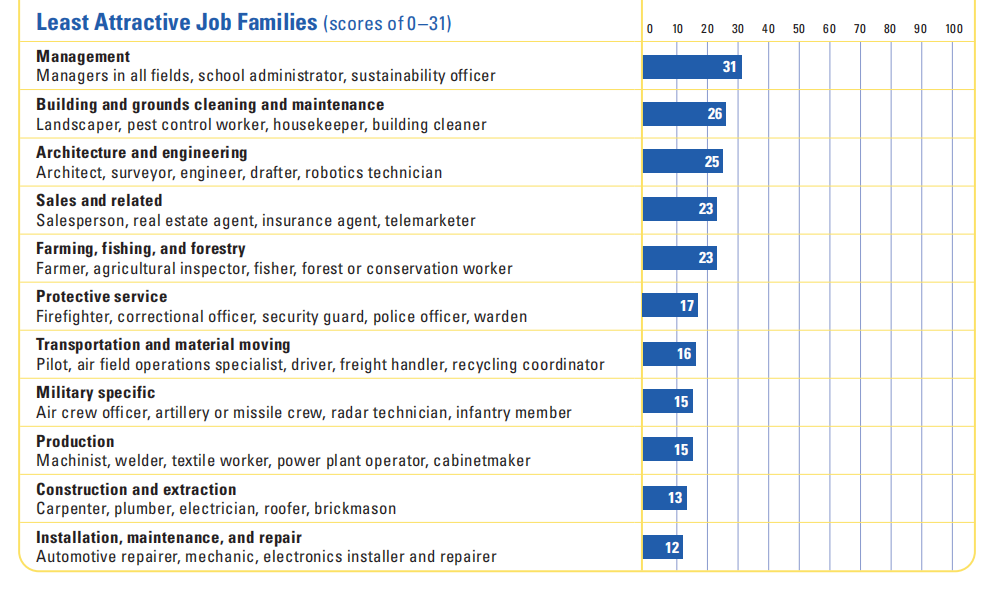 Least Attractive Job Families (scores of 0–31)
0 10 20 30 40 50 60 70 80 90 100
Management
Managers in all fields, school administrator, sustainability officer
31
Building and grounds cleaning and maintenance
Landscaper, pest control worker, housekeeper, building cleaner
26
Architecture and engineering
Architect, surveyor, engineer, drafter, robotics technician
25
Sales and related
Salesperson, real estate agent, insurance agent, telemarketer
23
Farming, fishing, and forestry
Farmer, agricultural inspector, fisher, forest or conservation worker
23
Protective service
Firefighter, correctional officer, security guard, police officer, warden
17
Transportation and material moving
Pilot, air field operations specialist, driver, freight handler, recycling coordinator
16
Military specific
Air crew officer, artillery or missile crew, radar technician, infantry member
15
Production
Machinist, welder, textile worker, power plant operator, cabinetmaker
15
Construction and extraction
Carpenter, plumber, electrician, roofer, brickmason
13
Installation, maintenance, and repair
Automotive repairer, mechanic, electronics installer and repairer
12